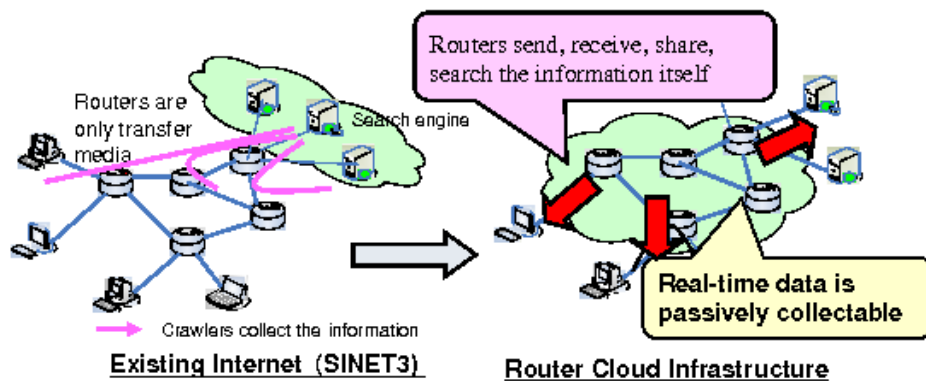 Routers are
only transfer
media
Search engine
Crawlers collect the information
Existing Internet (SINET3)
Routers send, receive, share,
search the information itself
Real-time data is
passively collectable
Router Cloud Infrastructure